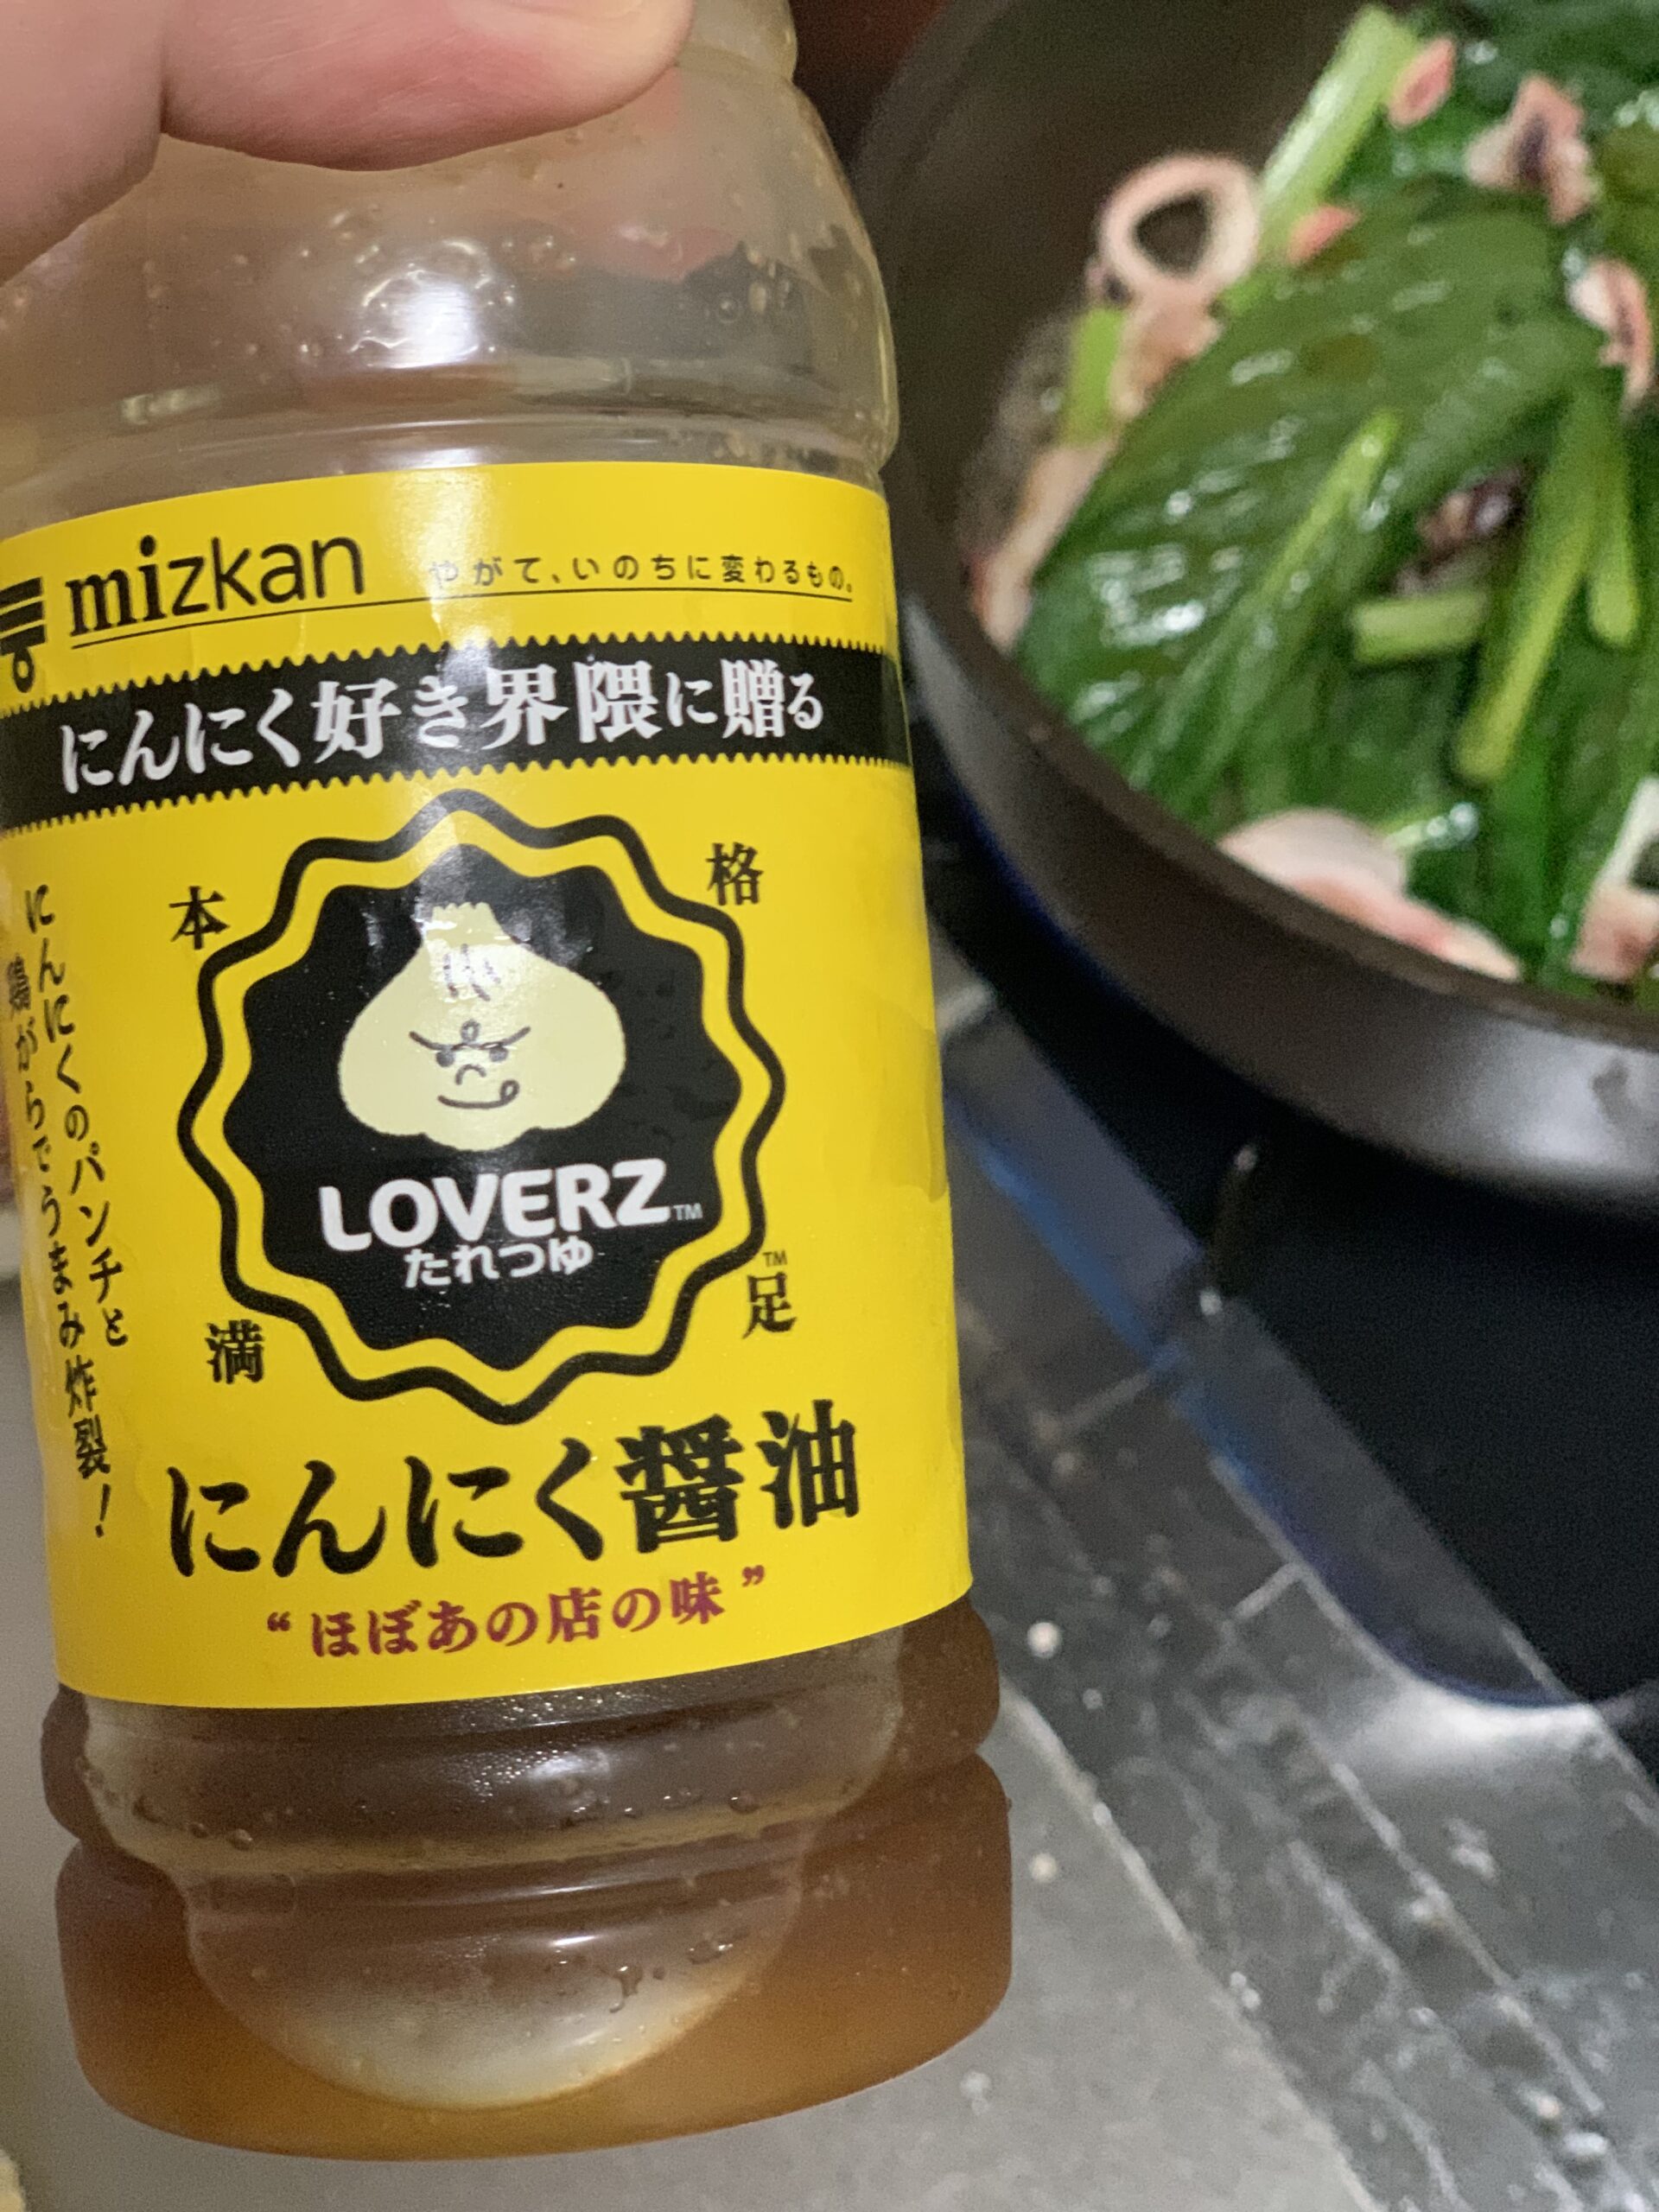 mizkan
やがて、いのちに変わるもの。
にんにく好き界隈に贈る
本格
LOVERZ™
たれつゆ
満足™
にんにくのパンチと
鶏がらでうまみ炸裂!
にんにく醤油
“ほぼあの店の味”